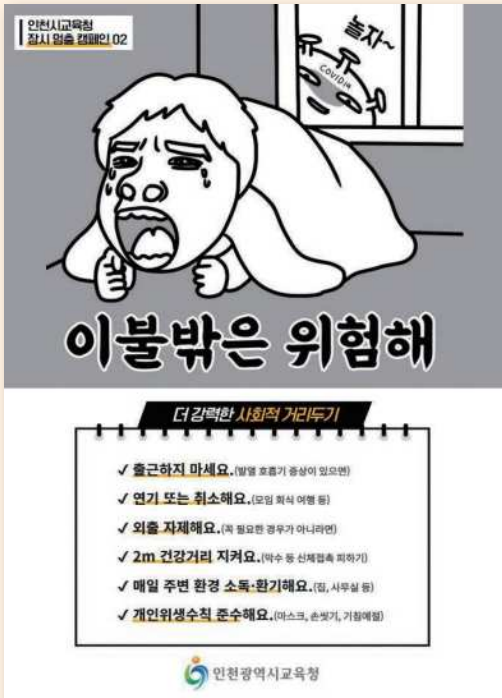 인천시교육청
잠시 멈춤 캠페인 02
놀자~
COVID19
이불밖은 위험해
더 강력한 사회적 거리두기
✓ 출근하지 마세요.(발열 호흡기 증상이 있으면)
✓ 연기 또는 취소해요.(모임 회식 여행 등)
✓ 외출 자제해요.(꼭 필요한 경우가 아니라면)
✓ 2m 건강거리 지켜요.(악수 등 신체접촉 피하기)
✓ 매일 주변 환경 소독·환기해요.(집, 사무실 등)
✓ 개인위생수칙 준수해요.(마스크, 손씻기, 기침예절)
인천광역시교육청